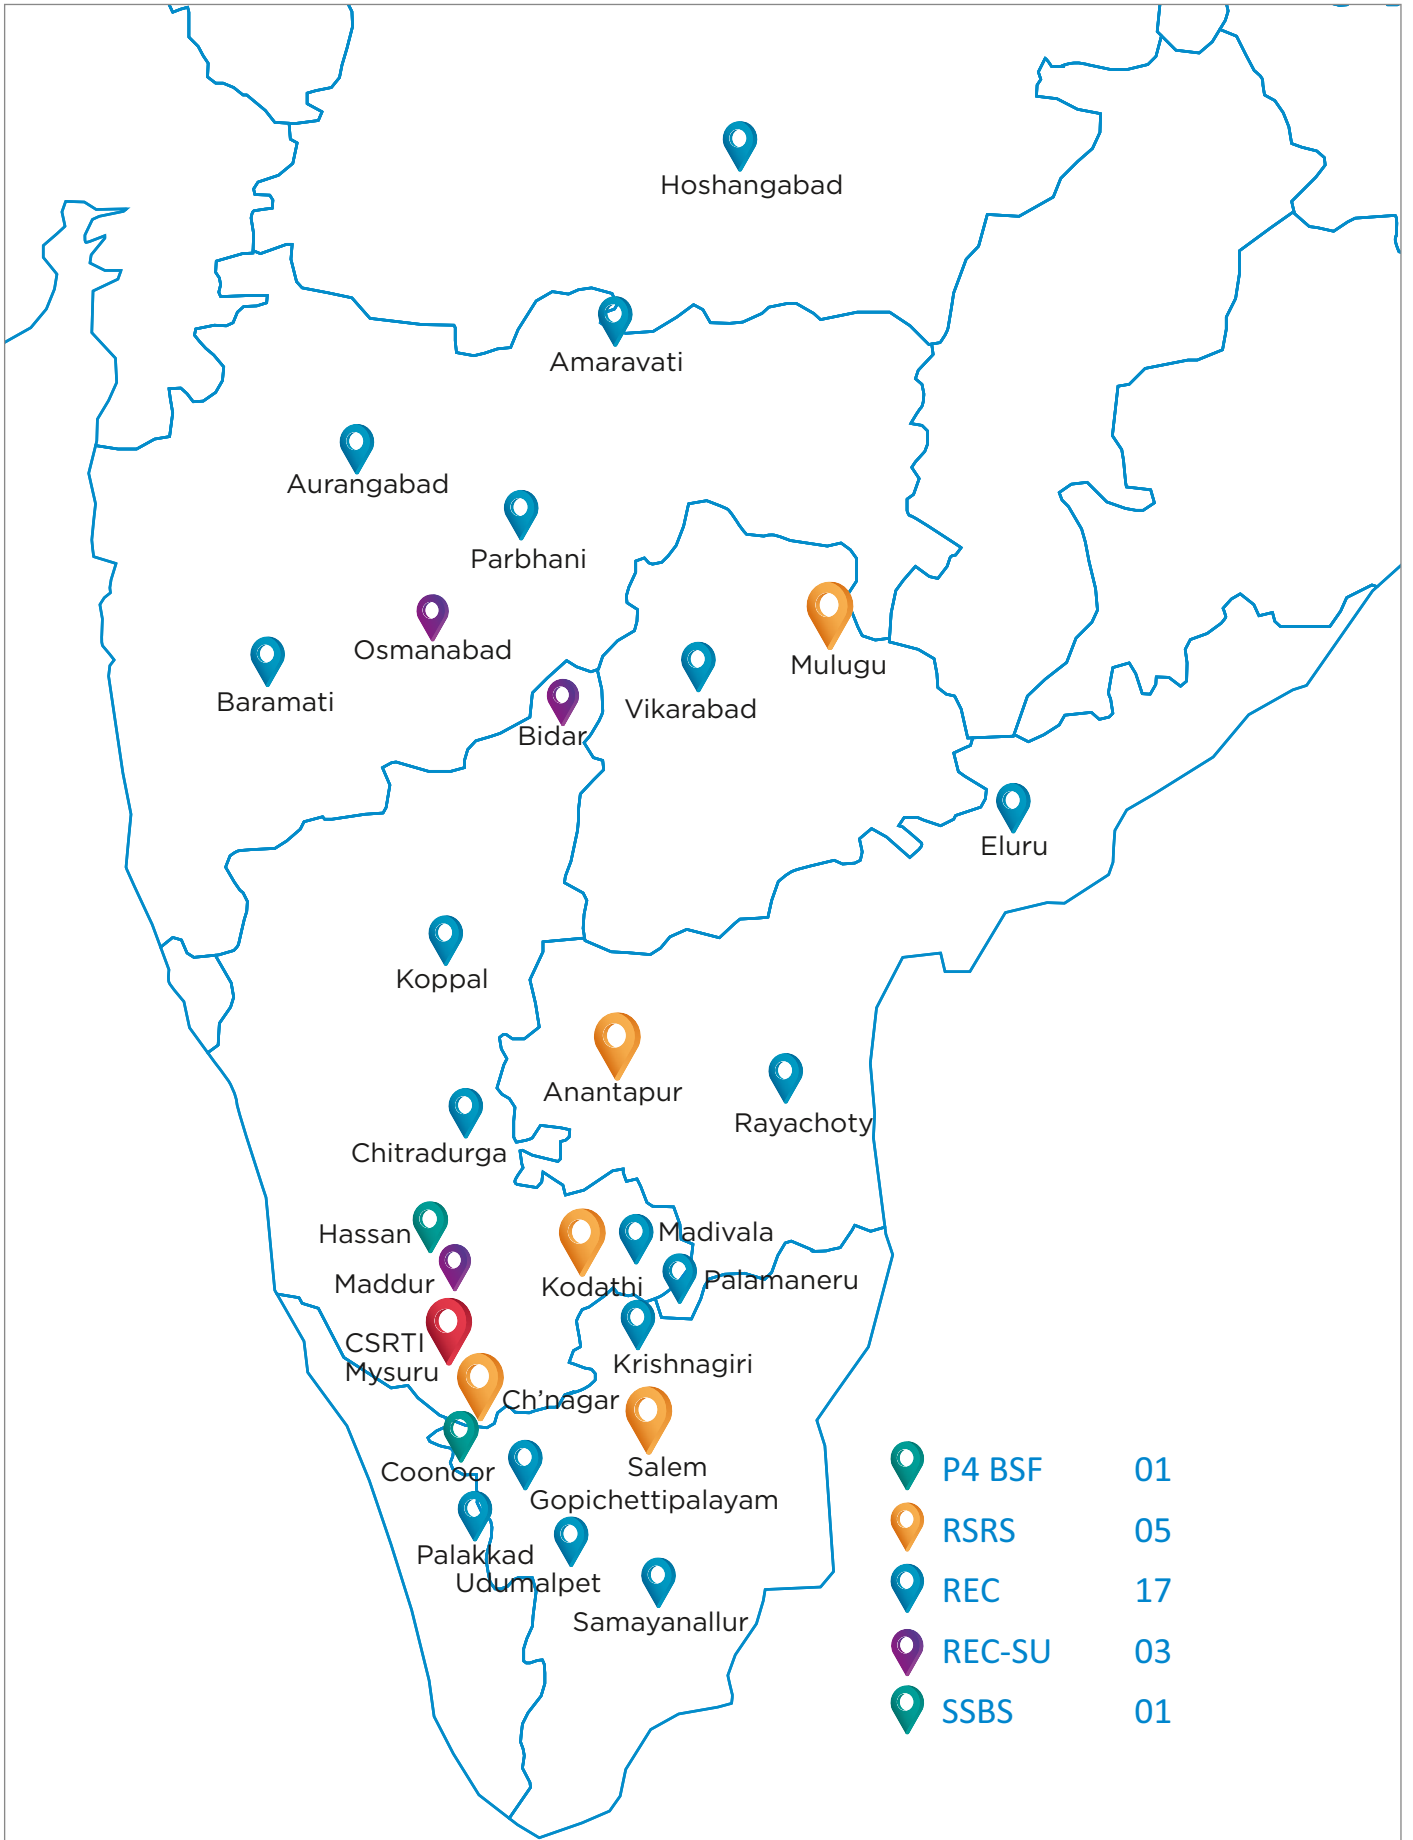 Hoshangabad
Amaravati
Aurangabad
Parbhani
Osmanabad
Mulugu
Baramati
Vikarabad
Bidar
Eluru
Koppal
Anantapur
Rayachoty
Chitradurga
Hassan
Madivala
Maddur
Kodathi
Palamaneru
CSRTI
Mysuru
Krishnagiri
Ch'nagar
Coonoor
Salem
Gopichettipalayam
Palakkad
Udumalpet
Samayanallur
P4 BSF 01
RSRS 05
REC 17
REC-SU 03
SSBS 01